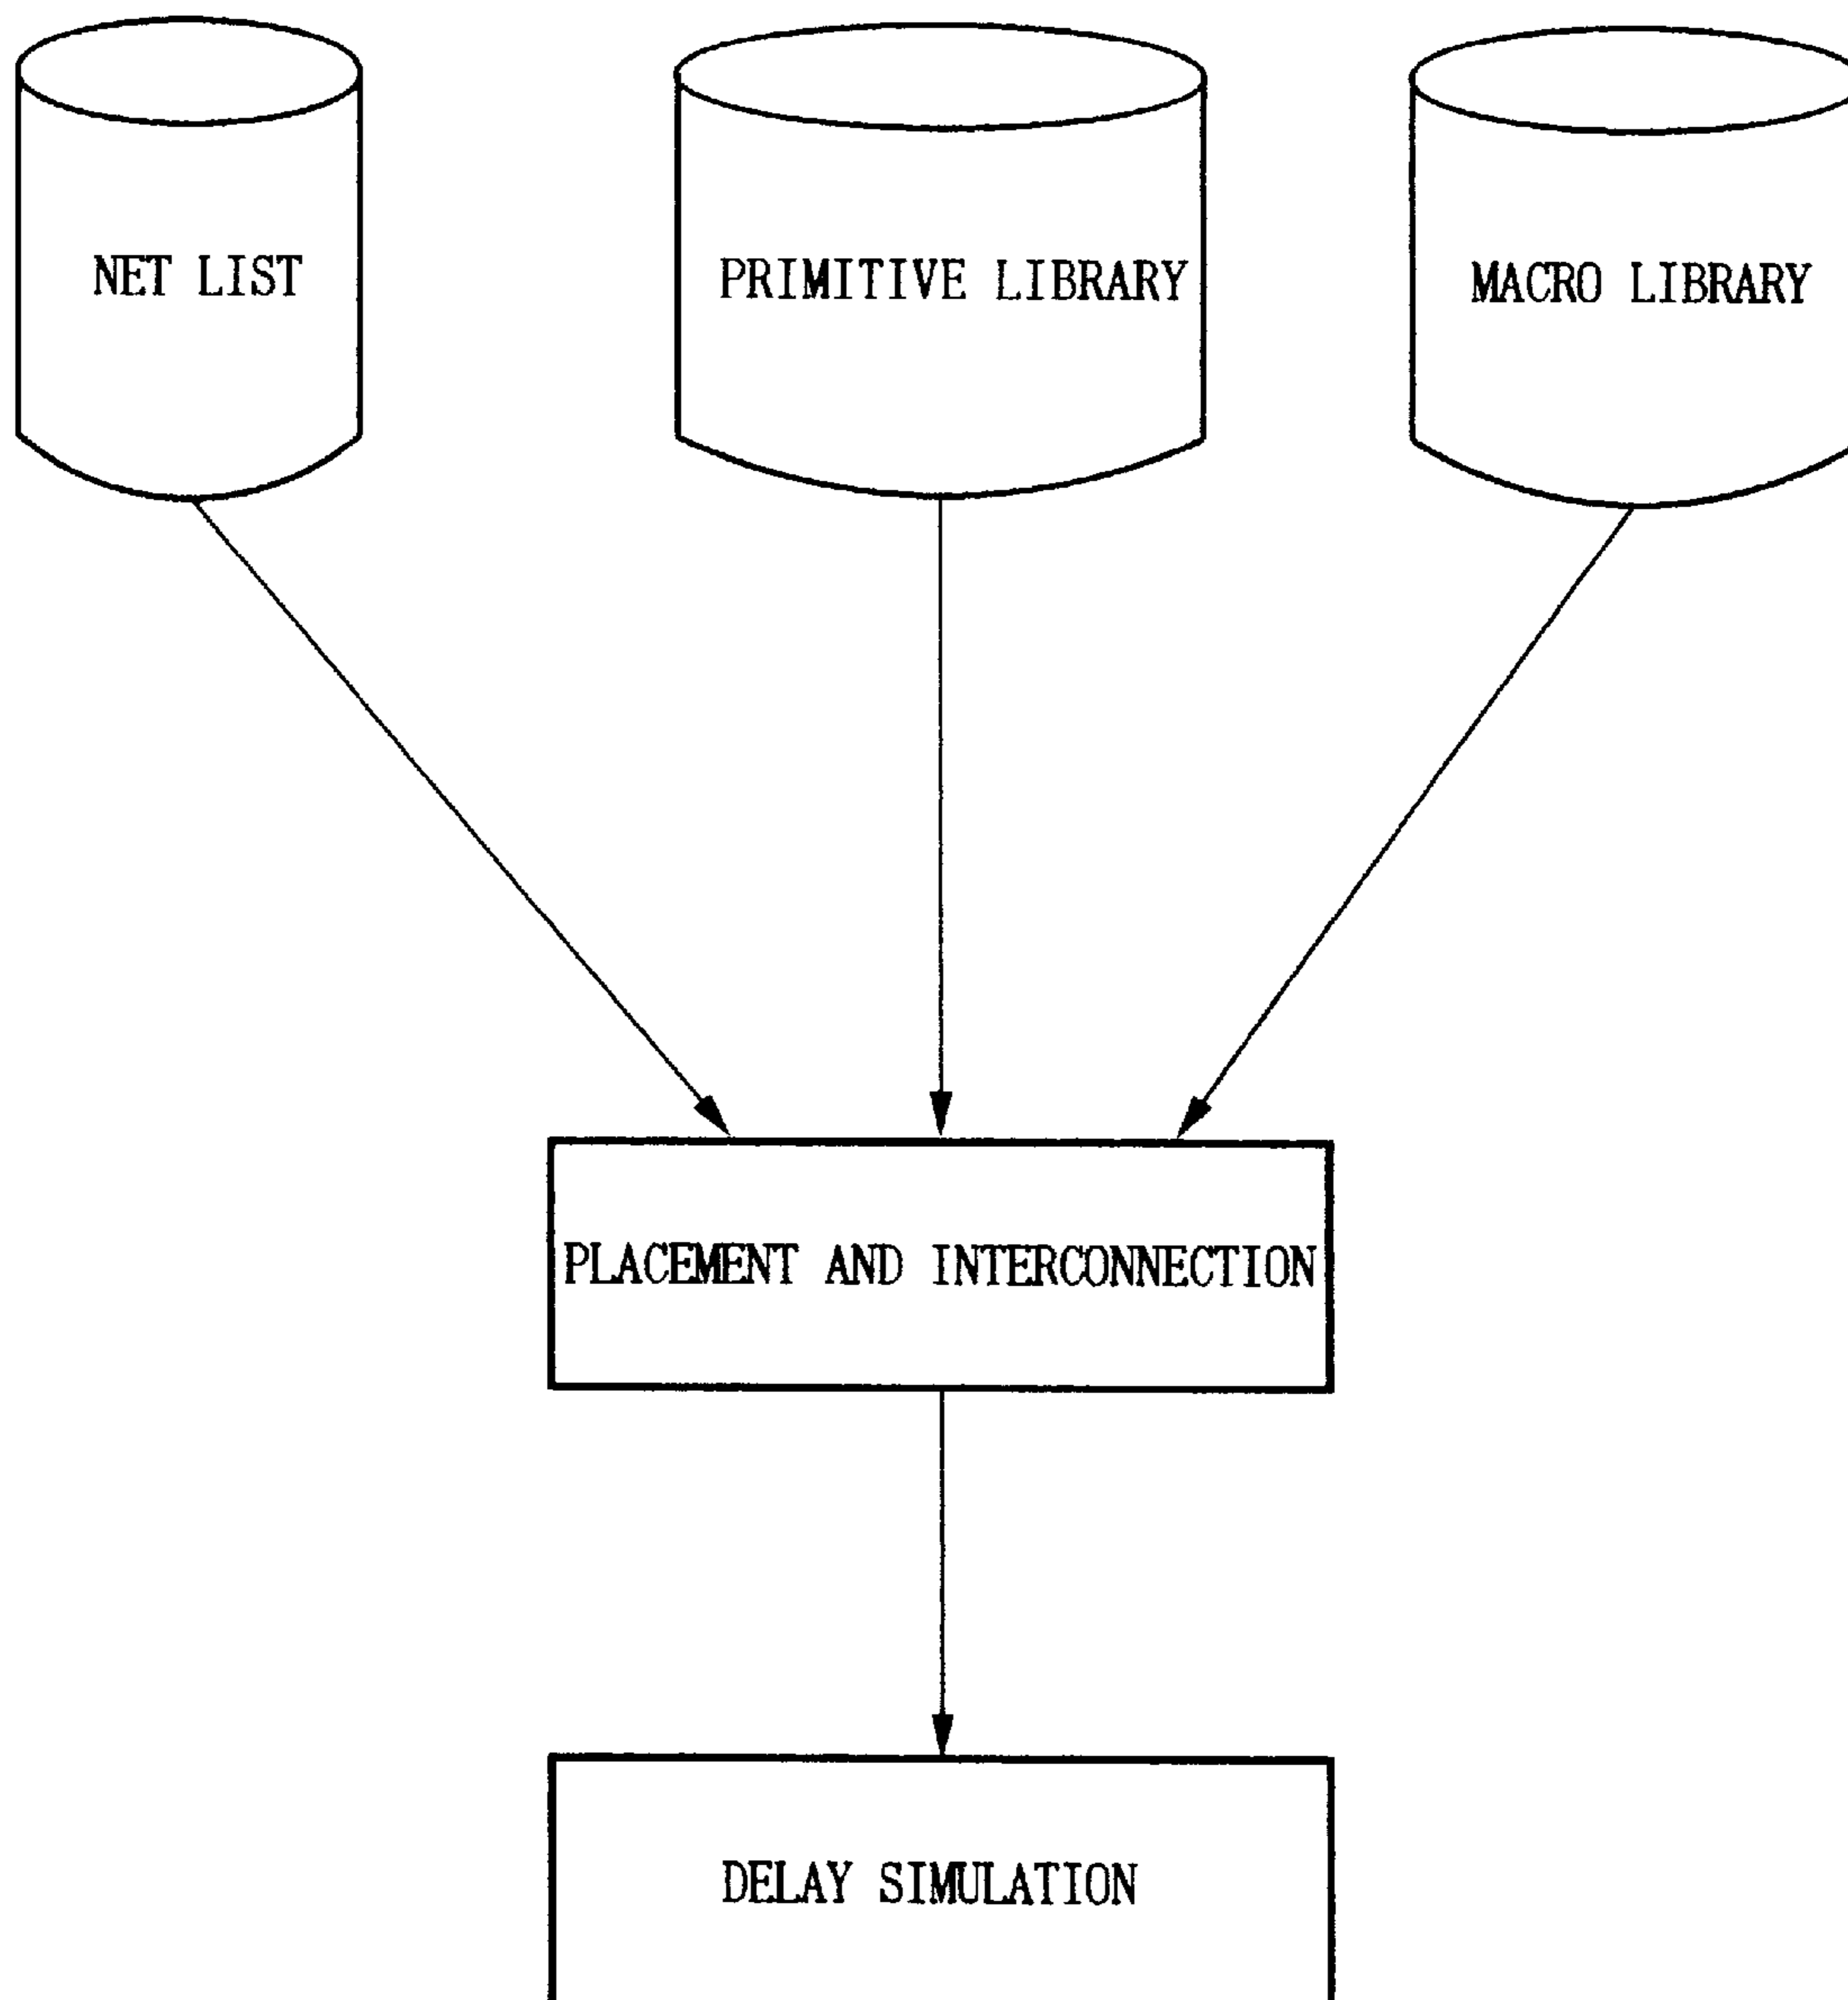 NET LIST
PRIMITIVE LIBRARY
MACRO LIBRARY
PLACEMENT AND INTERCONNECTION
DELAY SIMULATION